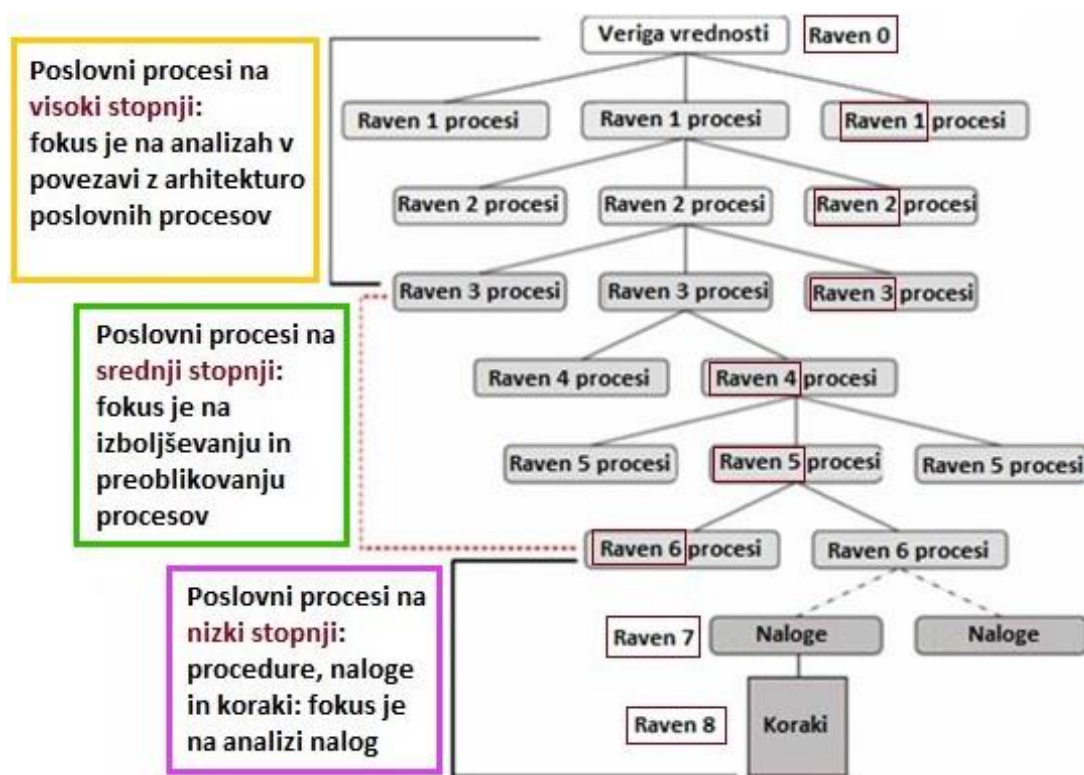 Veriga vrednosti
Raven 0
Poslovni procesi na
visoki stopnji:
fokus je na analizah v
povezavi z arhitekturo
poslovnih procesov
Raven 1 procesi
Raven 1 procesi
Raven 1 procesi
Raven 2 procesi
Raven 2 procesi
Raven 2 procesi
Raven 3 procesi
Raven 3 procesi
Raven 3 procesi
Poslovni procesi na
srednji stopnji:
fokus je na
izboljševanju in
preoblikovanju
procesov
Raven 4 procesi
Raven 4 procesi
Raven 5 procesi
Raven 5 procesi
Raven 5 procesi
Raven 6 procesi
Raven 6 procesi
Poslovni procesi na
nizki stopnji:
procedure, naloge
in koraki: fokus je
na analizi nalog
Raven 7
Naloge
Naloge
Raven 8
Koraki